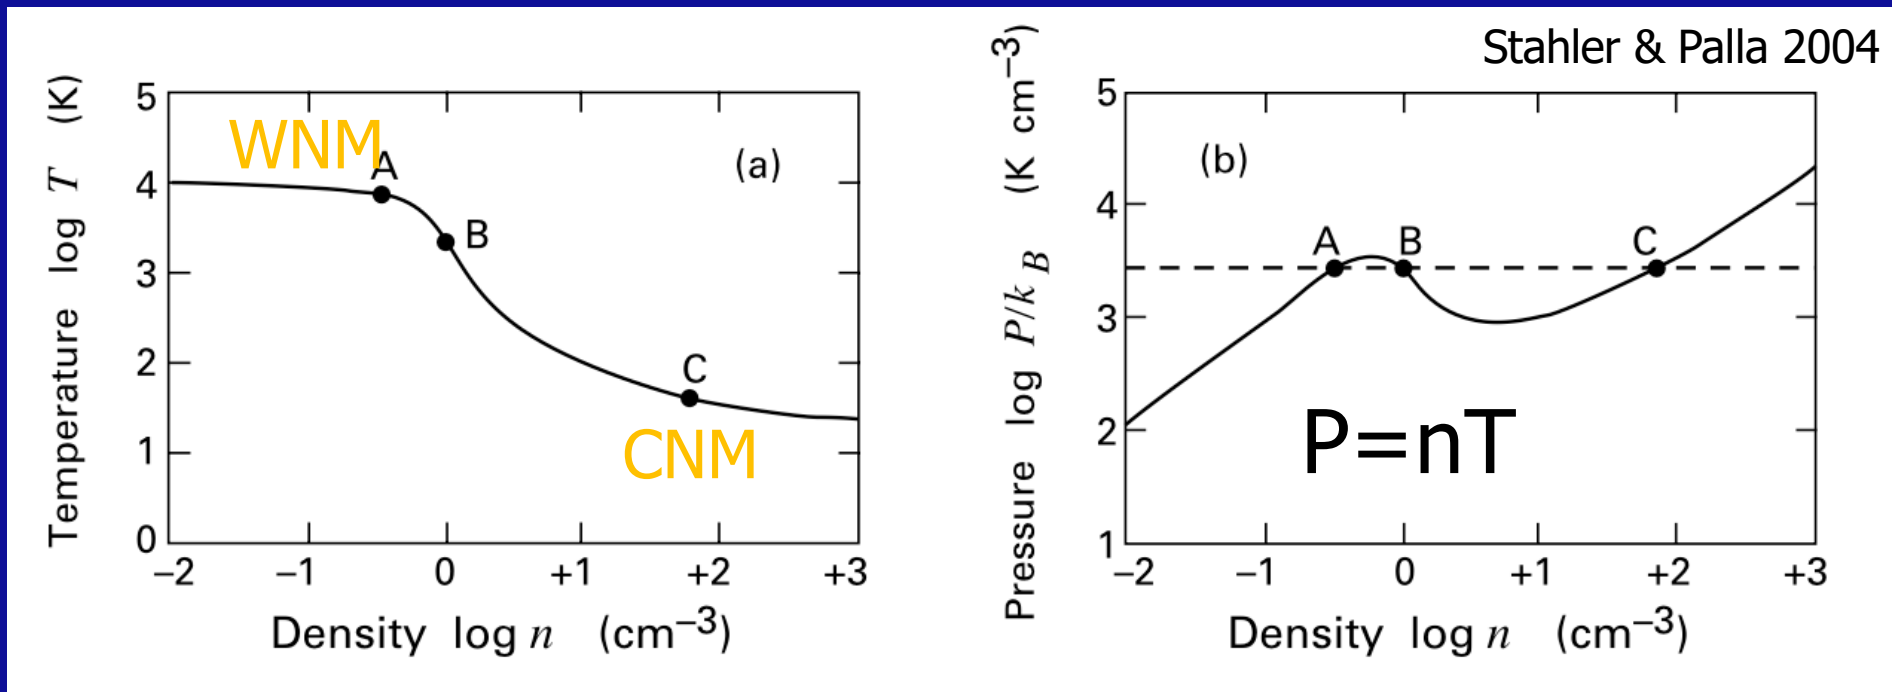 Stahler & Palla 2004
Temperature log T (K)
5
4
3
2
1
0
WNM
A
B
C
(a)
CNM
−2 −1 0 +1 +2 +3
Density log n (cm−3)
Pressure log P/kB (K cm−3)
5
4
3
2
1
(b)
A B C
P=nT
−2 −1 0 +1 +2 +3
Density log n (cm−3)